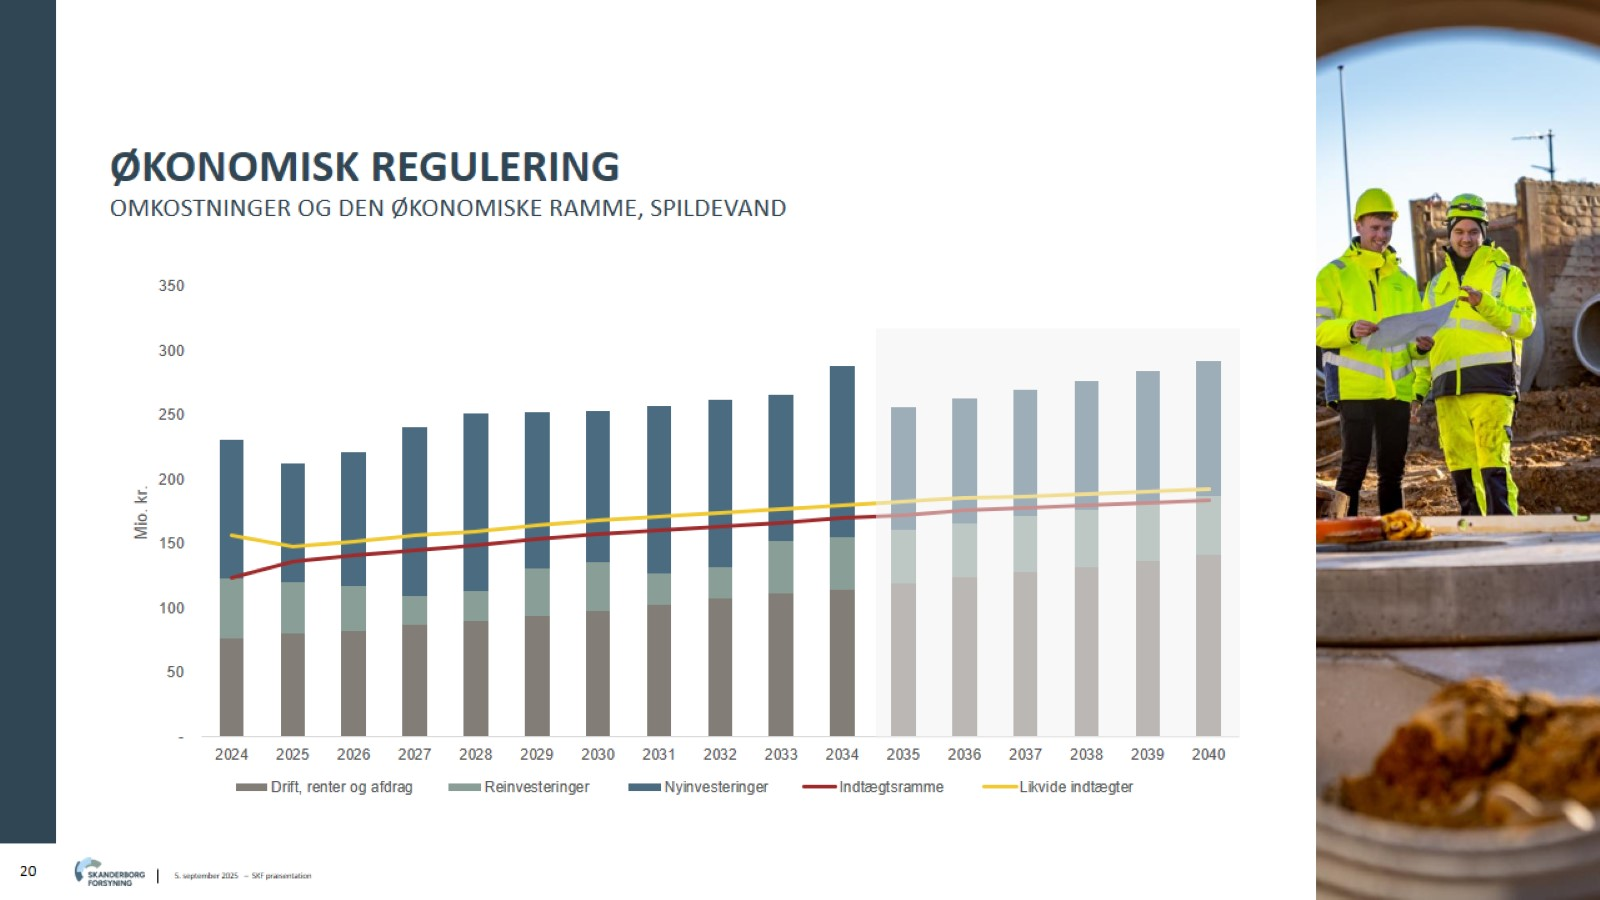 ØKONOMISK REGULERING
OMKOSTNINGER OG DEN ØKONOMISKE RAMME, SPILDEVAND
350
300
250
200
150
100
50
-
Mio. kr.
2024 2025 2026 2027 2028 2029 2030 2031 2032 2033 2034 2035 2036 2037 2038 2039 2040
Drift, renter og afdrag Reinvesteringer Nyinvesteringer Indtægtsramme Likvide indtægter
20
SKANDERBORG
FORSYNING
5. september 2025 – SKF præsentation